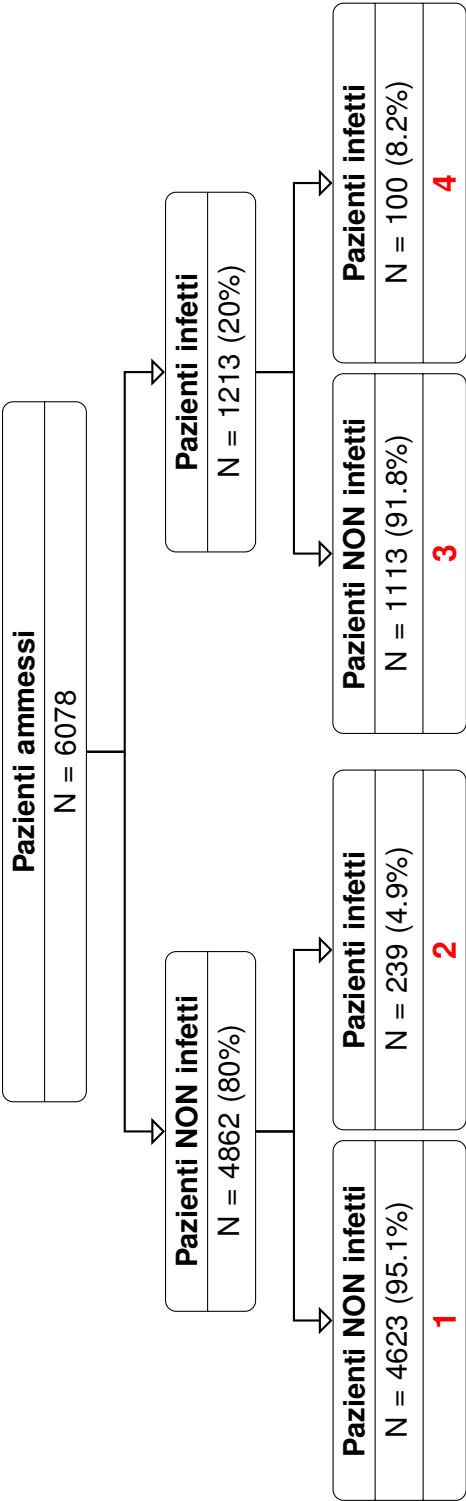 Pazienti ammessi
N = 6078
Pazienti NON infetti
N = 4862 (80%)
Pazienti infetti
N = 1213 (20%)
Pazienti NON infetti
N = 4623 (95.1%)
1
Pazienti infetti
N = 239 (4.9%)
2
Pazienti NON infetti
N = 1113 (91.8%)
3
Pazienti infetti
N = 100 (8.2%)
4